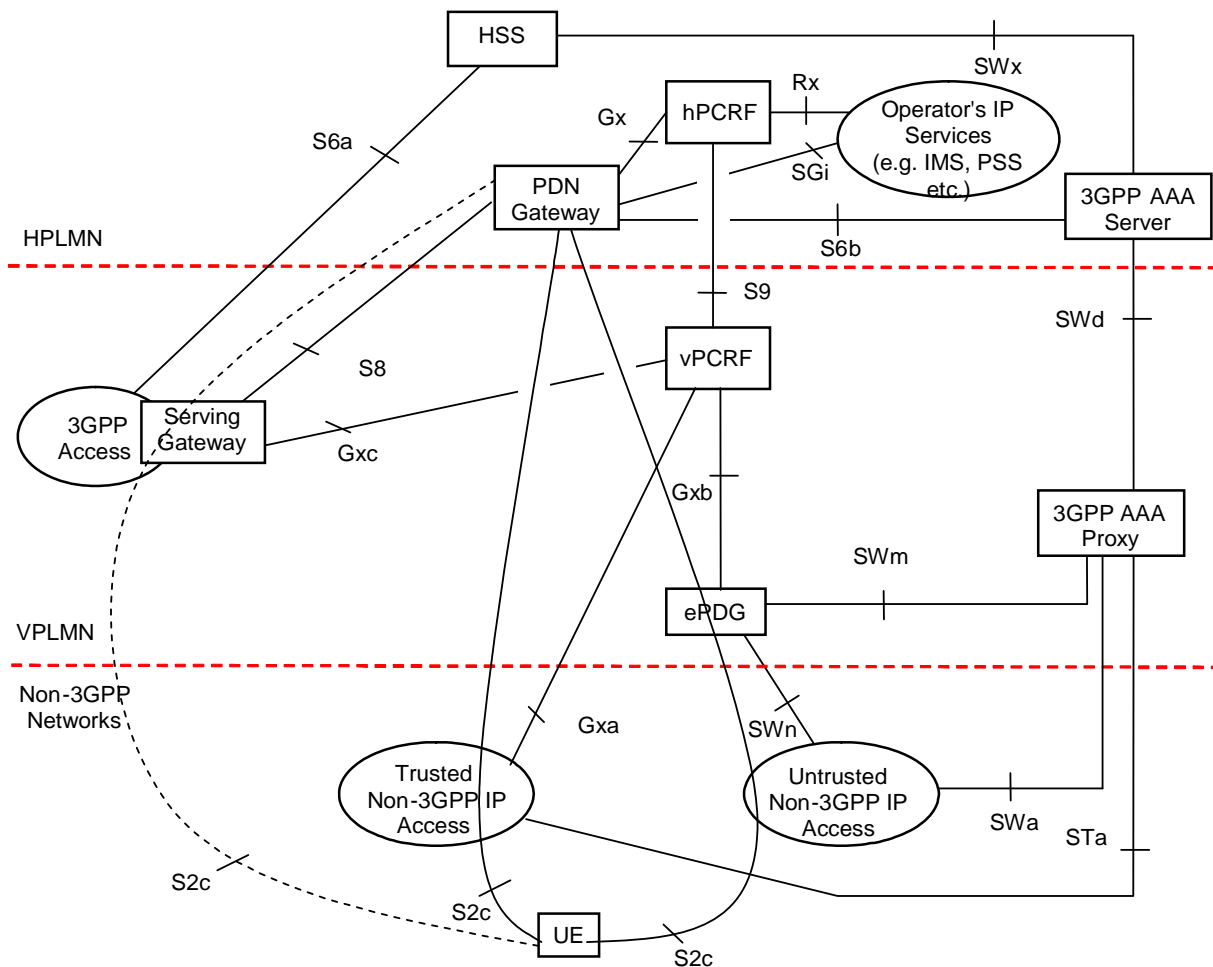 HSS
SWx
Rx
hPCRF
Operator's IP
Services
(e.g. IMS, PSS
etc.)
Gx
S6a
SGi
PDN
Gateway
3GPP AAA
Server
HPLMN
S6b
S9
SWd
vPCRF
S8
3GPP
Access
Serving
Gateway
Gxc
Gxb
3GPP AAA
Proxy
SWm
ePDG
VPLMN
Non-3GPP
Networks
Gxa
SWn
Trusted
Non-3GPP IP
Access
Untrusted
Non-3GPP IP
Access
SWa
STa
S2c
S2c
UE
S2c